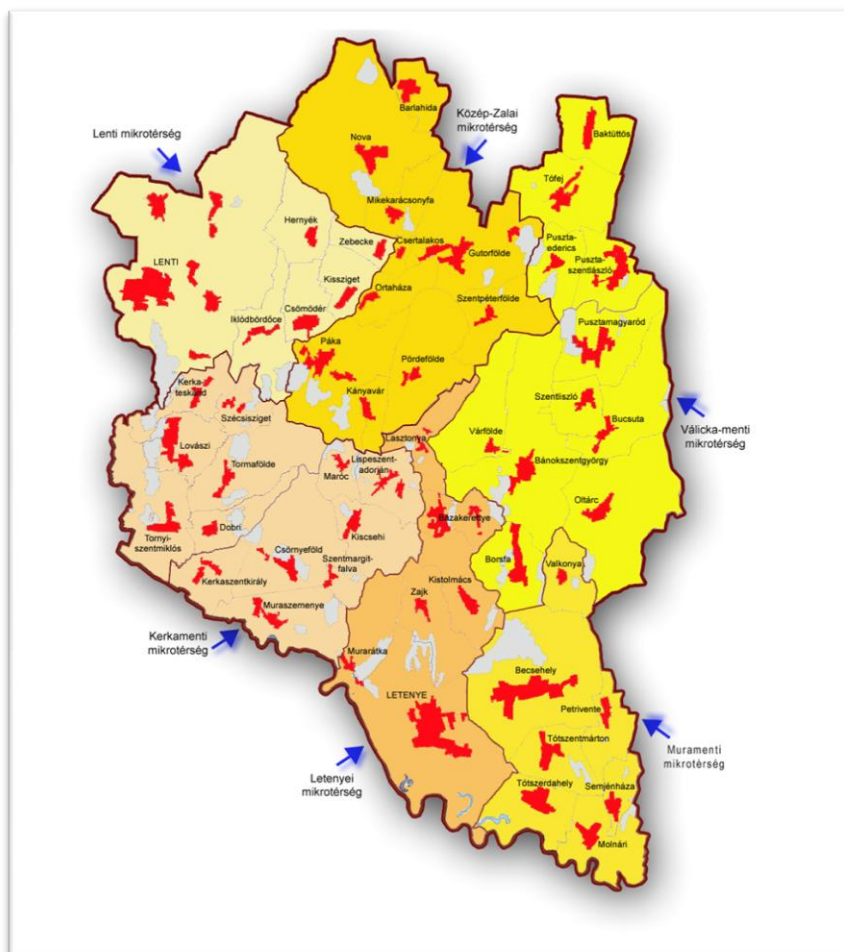 Barlahida
Közép-Zalai
mikrotérség
Lenti mikrotérség
Nova
Baktüttös
Tófej
Mikekarácsonyfa
Hernyék
Zebecke
Csertalakos
Gutorfölde
Puszta-
ederics
Puszta-
szentlászló
LENTI
Kissziget
Ortaháza
Szentpéterfölde
Iklódbördőce
Csömödér
Pusztamagyaród
Páka
Pördefölde
Kerka-
teskánd
Kányavár
Szentliszló
Szécsisziget
Bucsuta
Válicka-menti
mikrotérség
Lovászi
Lasztonya
Várfölde
Tormafölde
Maróc
Lispeszent-
adorján
Bánokszentgyörgy
Oltárc
Tornyi-
szentmiklós
Dobri
Kiscsehi
Bázakerettye
Csörnyeföld
Szentmargit-
falva
Borsfa
Valkonya
Kerkaszentkirály
Kistolmács
Zajk
Muraszemenye
Kerkamenti
mikrotérség
Murarátka
Becsehely
LETENYE
Petrivente
Tótszentmárton
Muramenti
mikrotérség
Letenyei
mikrotérség
Tótszerdahely
Semjénháza
Molnári